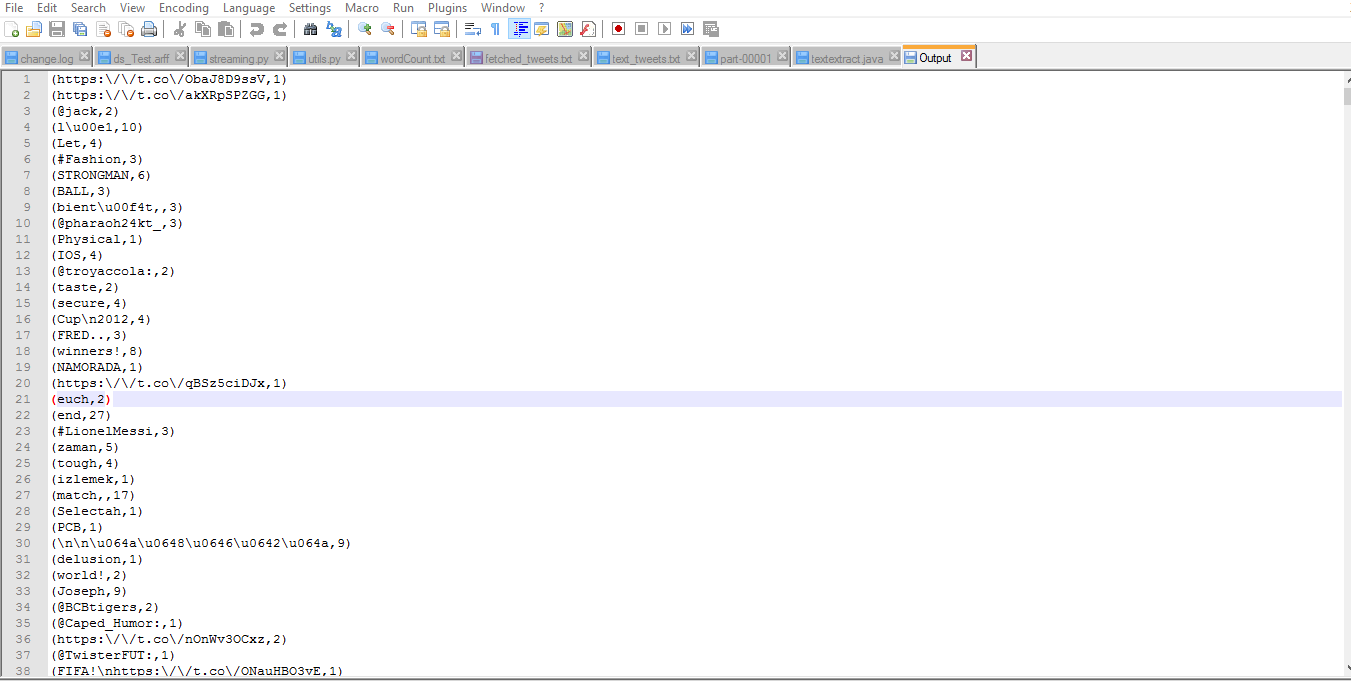 File Edit Search View Encoding Language Settings Macro Run Plugins Window ?
change.log ds_Test.arff streaming.py utils.py wordCount.txt fetched_tweets.txt text_tweets.txt part-00001 textextract.java Output
1 (https:\/\/t.co\/ObaJ8D9ssV,1)
2 (https:\/\/t.co\/akXRpSPZGG,1)
3 (@jack,2)
4 (l\u00e1,10)
5 (Let,4)
6 (#Fashion,3)
7 (STRONGMAN,6)
8 (BALL,3)
9 (bient\u00f4t,,3)
10 (@pharaoh24kt_,3)
11 (Physical,1)
12 (IOS,4)
13 (@troyaccola:,2)
14 (taste,2)
15 (secure,4)
16 (Cup\n2012,4)
17 (FRED..,3)
18 (winners!,8)
19 (NAMORADA,1)
20 (https:\/\/t.co\/qBSz5ciDJx,1)
21 (euch,2)
22 (end,27)
23 (#LionelMessi,3)
24 (zaman,5)
25 (tough,4)
26 (izlemek,1)
27 (match,,17)
28 (Selectah,1)
29 (PCB,1)
30 (\n\n\u064a\u0648\u0646\u0642\u064a,9)
31 (delusion,1)
32 (world!,2)
33 (Joseph,9)
34 (@BCBtigers,2)
35 (@Caped_Humor:,1)
36 (https:\/\/t.co\/nOnWv3OCxz,2)
37 (@TwisterFUT:,1)
38 (FIFA!\nhttps:\/\/t.co\/ONauHBO3vE,1)